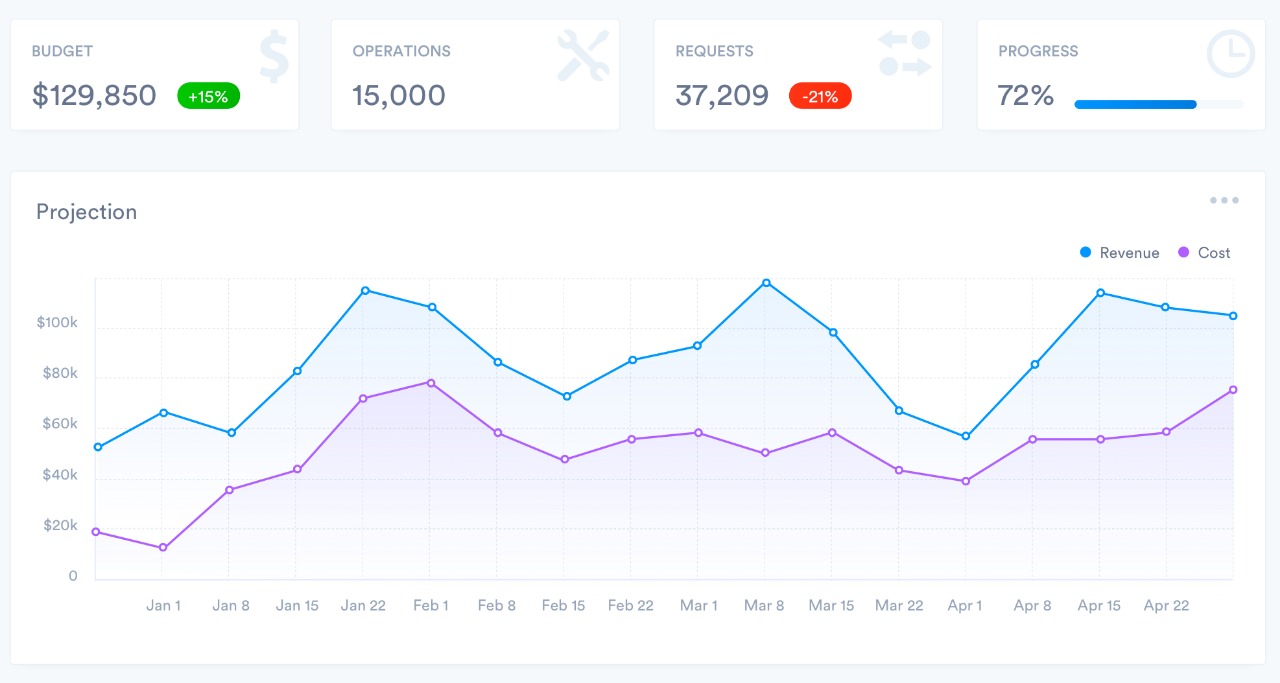 BUDGET
$129,850 +15%
OPERATIONS
15,000
REQUESTS
37,209 -21%
PROGRESS
72%
Projection
Revenue Cost
$100k
$80k
$60k
$40k
$20k
0
Jan 1 Jan 8 Jan 15 Jan 22 Feb 1 Feb 8 Feb 15 Feb 22 Mar 1 Mar 8 Mar 15 Mar 22 Apr 1 Apr 8 Apr 15 Apr 22